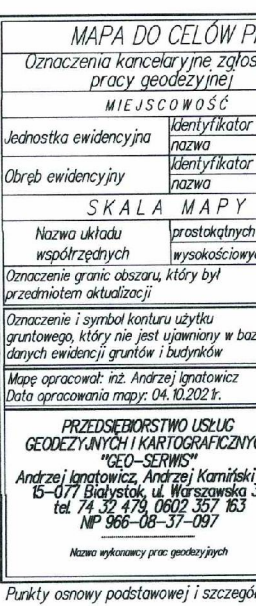 MAPA DO CELÓW P
Oznaczenia kancelaryjne zgłos
pracy geodezyjnej
MIEJSCOWOŚĆ
Jednostka ewidencyjna
identyfikator
nazwa
Obręb ewidencyjny
identyfikator
nazwa
SKALA MAPY
Nazwa układu
współrzędnych
prostokątnych
wysokościowy
Oznaczenie granic obszaru, który był
przedmiotem aktualizacji
Oznaczenie i symbol konturu użytku
gruntowego, który nie jest ujawniony w baz
danych ewidencji gruntów i budynków
Mapę opracował: inż. Andrzej Ignatowicz
Data opracowania mapy: 04.10.2021r.
PRZEDSIĘBIORSTWO USŁUG
GEODEZYJNYCH I KARTOGRAFICZNYC
"GEO-SERWIS"
Andrzej Ignatowicz, Andrzej Kamiński
15-077 Białystok, ul. Warszawska 3
tel. 74 32 479, 0602 357 163
NIP 966-08-37-097
Nazwa wykonawcy prac geodezyjnych
Punkty osnowy podstawowej i szczegó